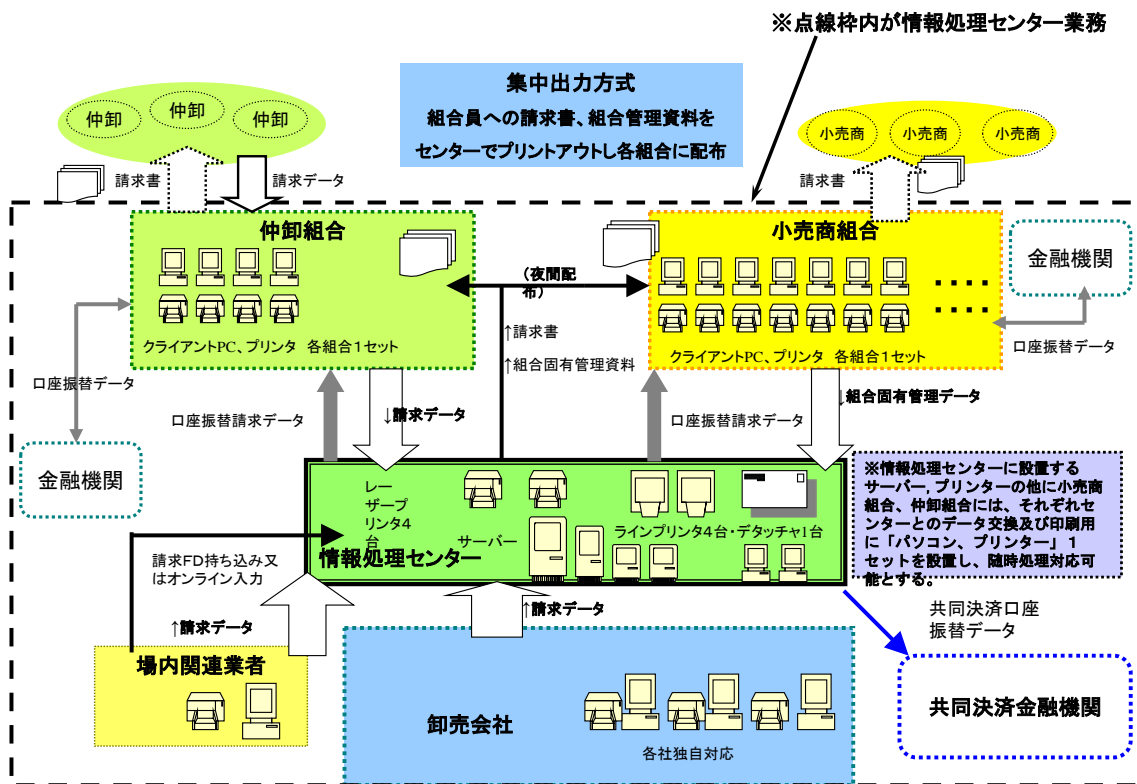 ※点線枠内が情報処理センター業務
集中出力方式
組合員への請求書、組合管理資料を
センターでプリントアウトし各組合に配布
仲卸
仲卸
仲卸
小売商
小売商
小売商
請求書
請求データ
請求書
仲卸組合
小売商組合
金融機関
(夜間配
布)
↑請求書
↑組合固有管理資料
クライアントPC、プリンタ 各組合1セット
クライアントPC、プリンタ 各組合1セット
口座振替データ
口座振替データ
口座振替請求データ
↓請求データ
口座振替請求データ
↓組合固有管理データ
金融機関
レー
ザープ
リンタ4
台
サーバー
ラインプリンタ4台・デタッチャ1台
情報処理センター
※情報処理センターに設置する
サーバー,プリンターの他に小売商
組合、仲卸組合には、それぞれセ
ンターとのデータ交換及び印刷用
に「パソコン、プリンター」1
セットを設置し、随時処理対応可
能とする。
請求FD持ち込み又
はオンライン入力
↑請求データ
↑請求データ
共同決済口座
振替データ
場内関連業者
卸売会社
各社独自対応
共同決済金融機関